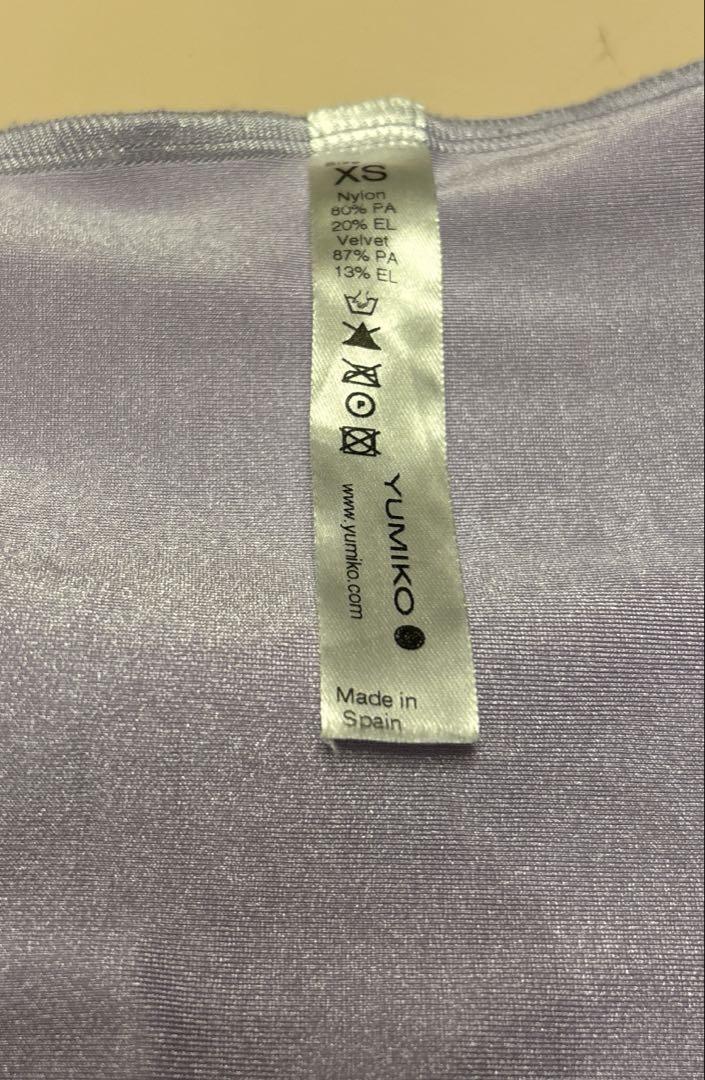 XS
Nylon
80% PA
20% EL
Velvet
87% PA
13% EL
P
YUMIKO
www.yumiko.com
Made in
Spain